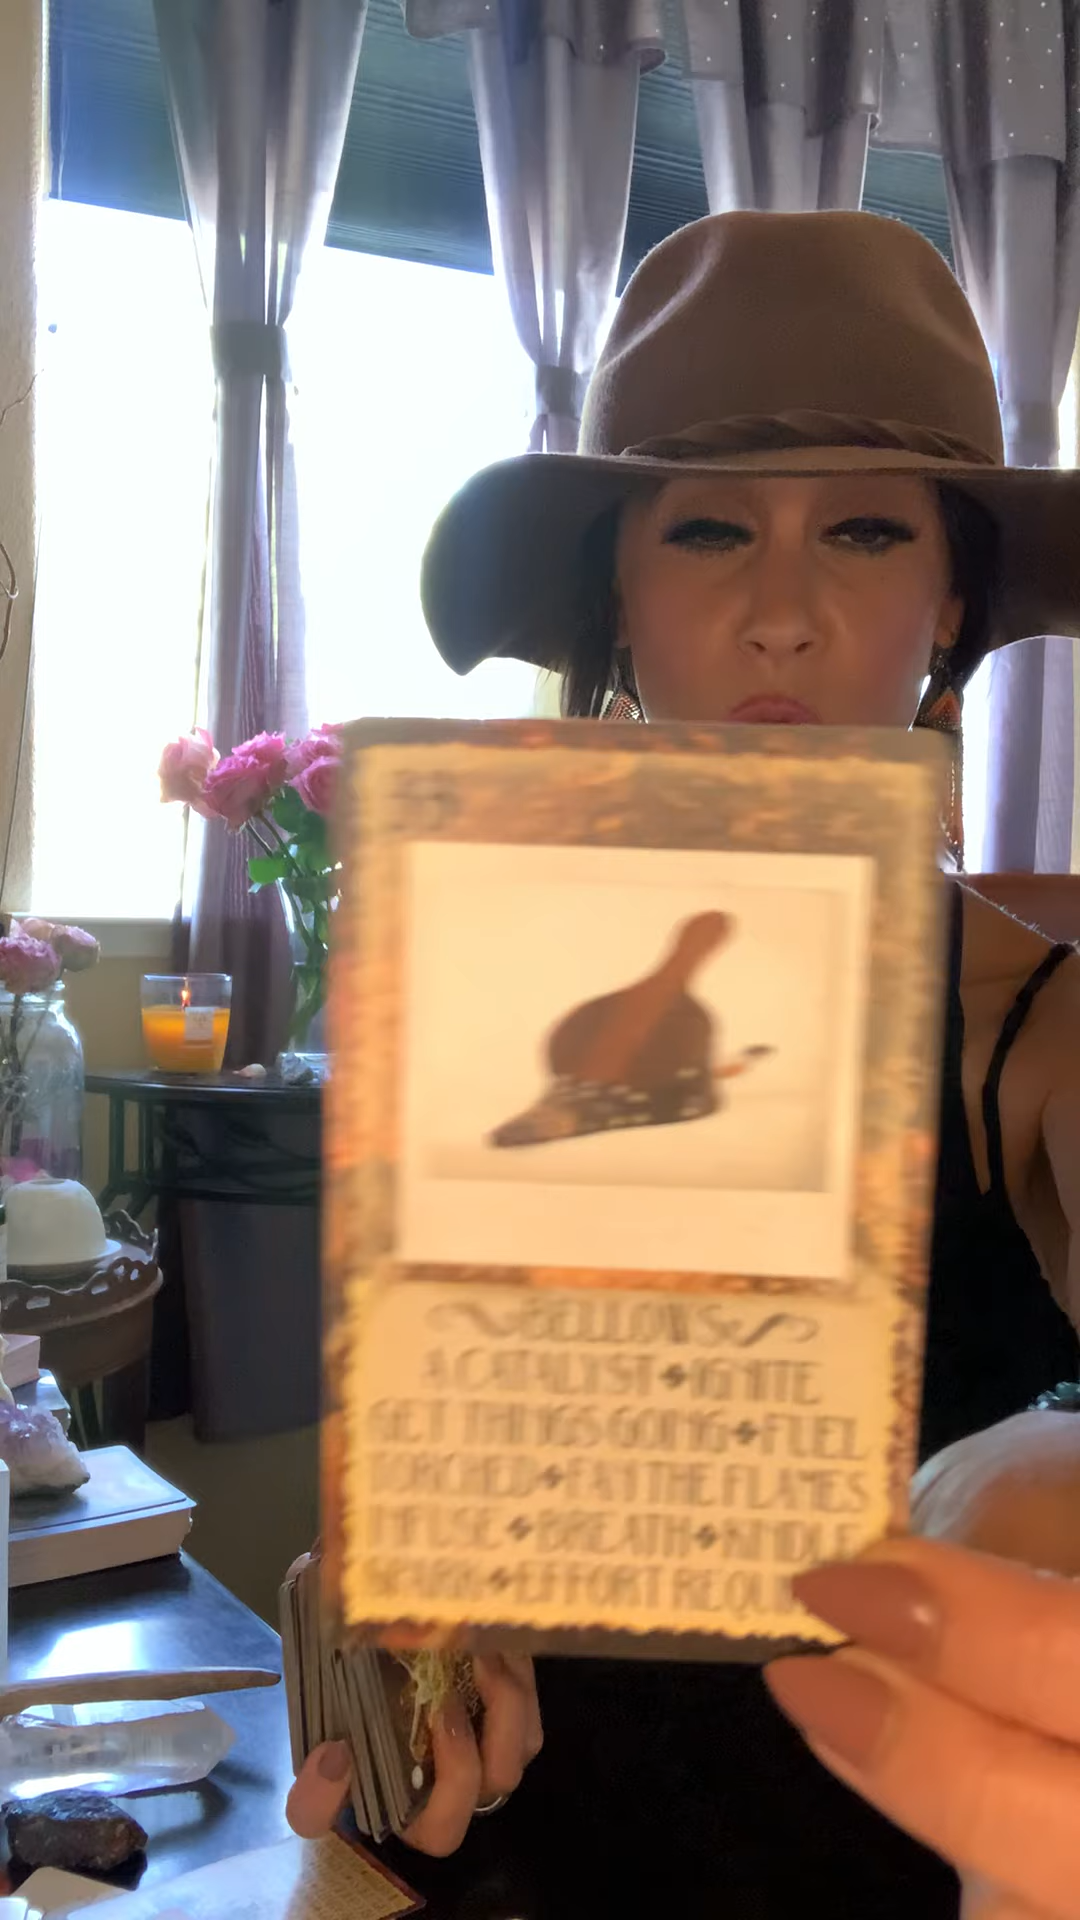 BELLOWS
A CATALYST ◆ IGNITE
GET THINGS GOING ◆ FUEL
TORCHED ◆ FAN THE FLAMES
INFUSE ◆ BREATH ◆ KINDLE
SPARK ◆ EFFORT